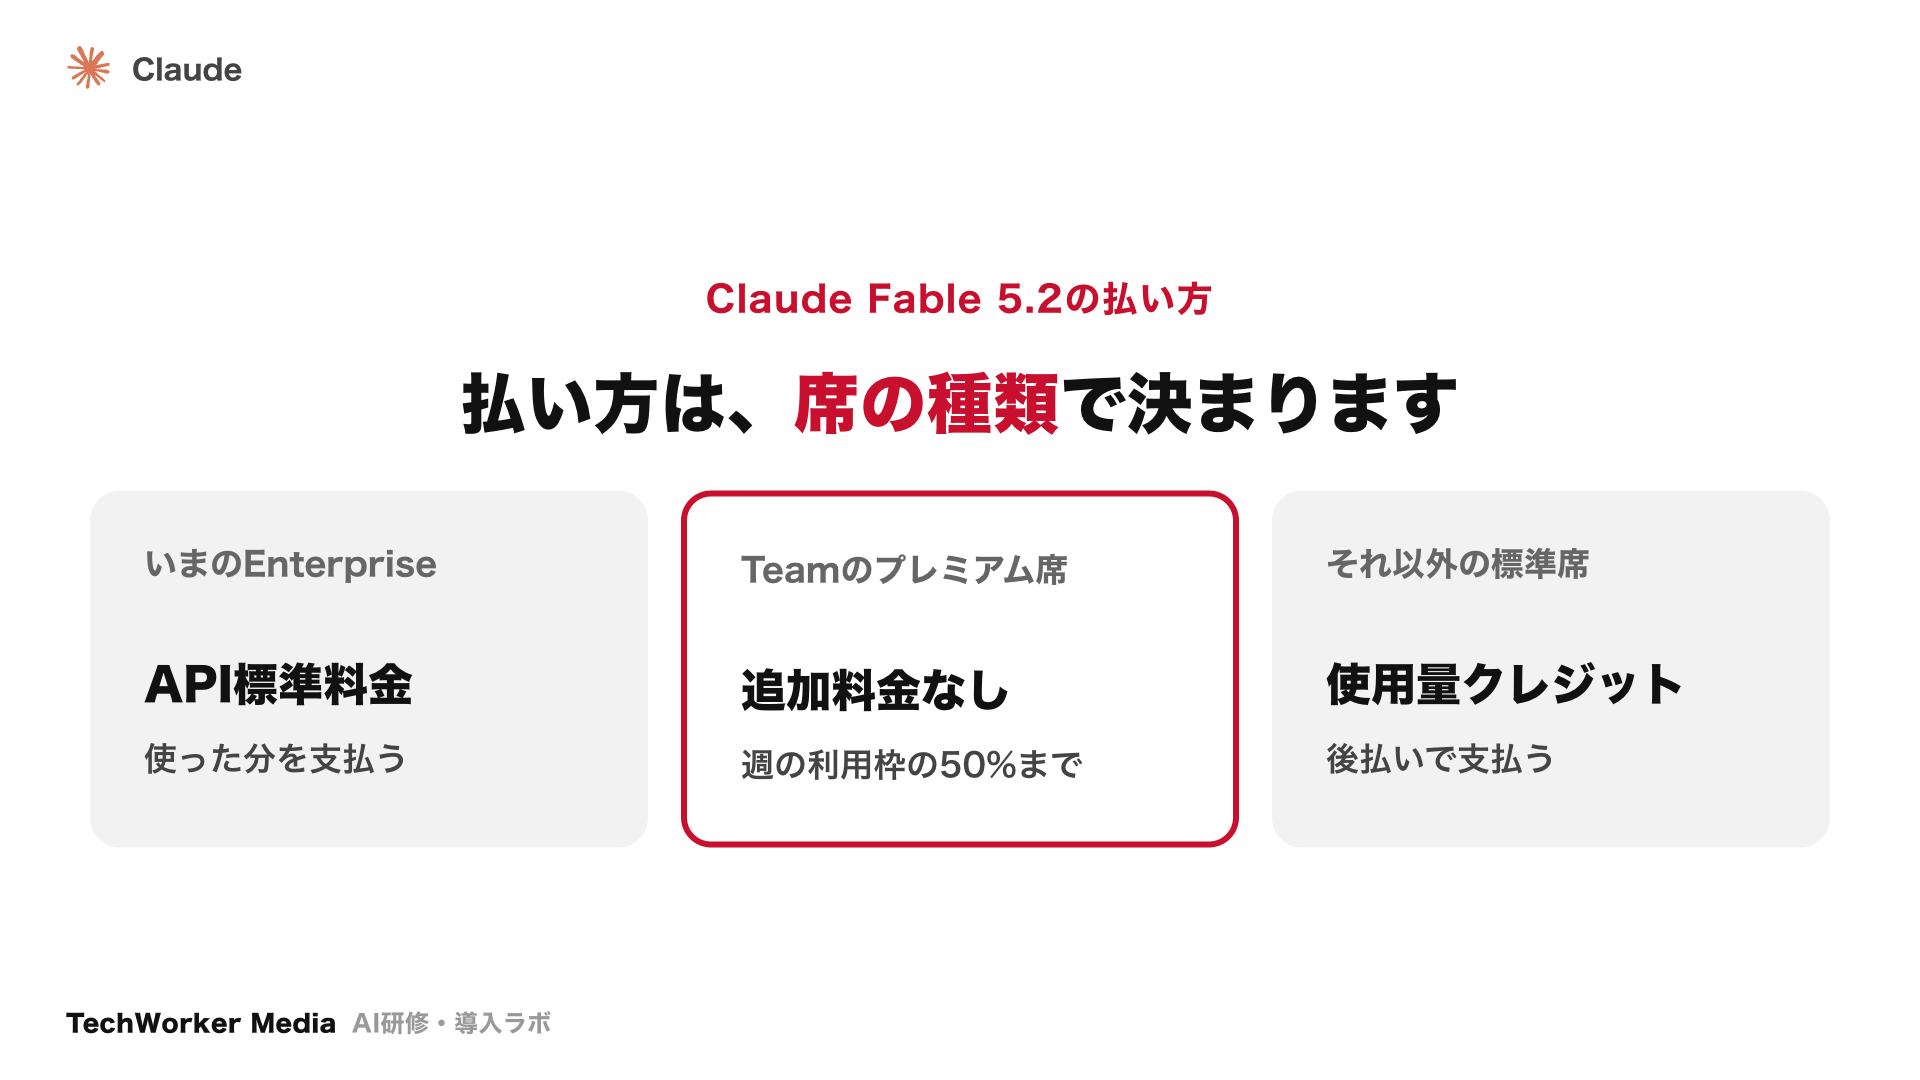 Claude
Claude Fable 5.2の払い方
払い方は、席の種類で決まります
いまのEnterprise
API標準料金
使った分を支払う
Teamのプレミアム席
追加料金なし
週の利用枠の50%まで
それ以外の標準席
使用量クレジット
後払いで支払う
TechWorker Media AI研修・導入ラボ